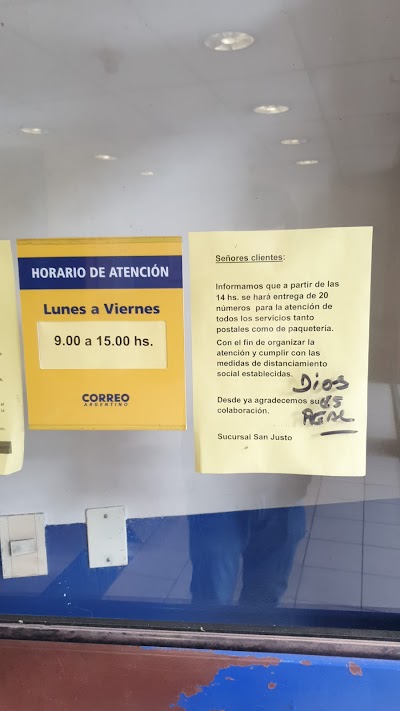 HORARIO DE ATENCIÓN
Lunes a Viernes
9.00 a 15.00 hs.
CORREO
ARGENTINO
Señores clientes:
Informamos que a partir de las
14 hs. se hará entrega de 20
números para la atención de
todos los servicios tanto
postales como de paquetería.
Con el fin de organizar la
atención y cumplir con las
medidas de distanciamiento
social establecidas.
Desde ya agradecemos su
colaboración.
Sucursal San Justo
Dios
es